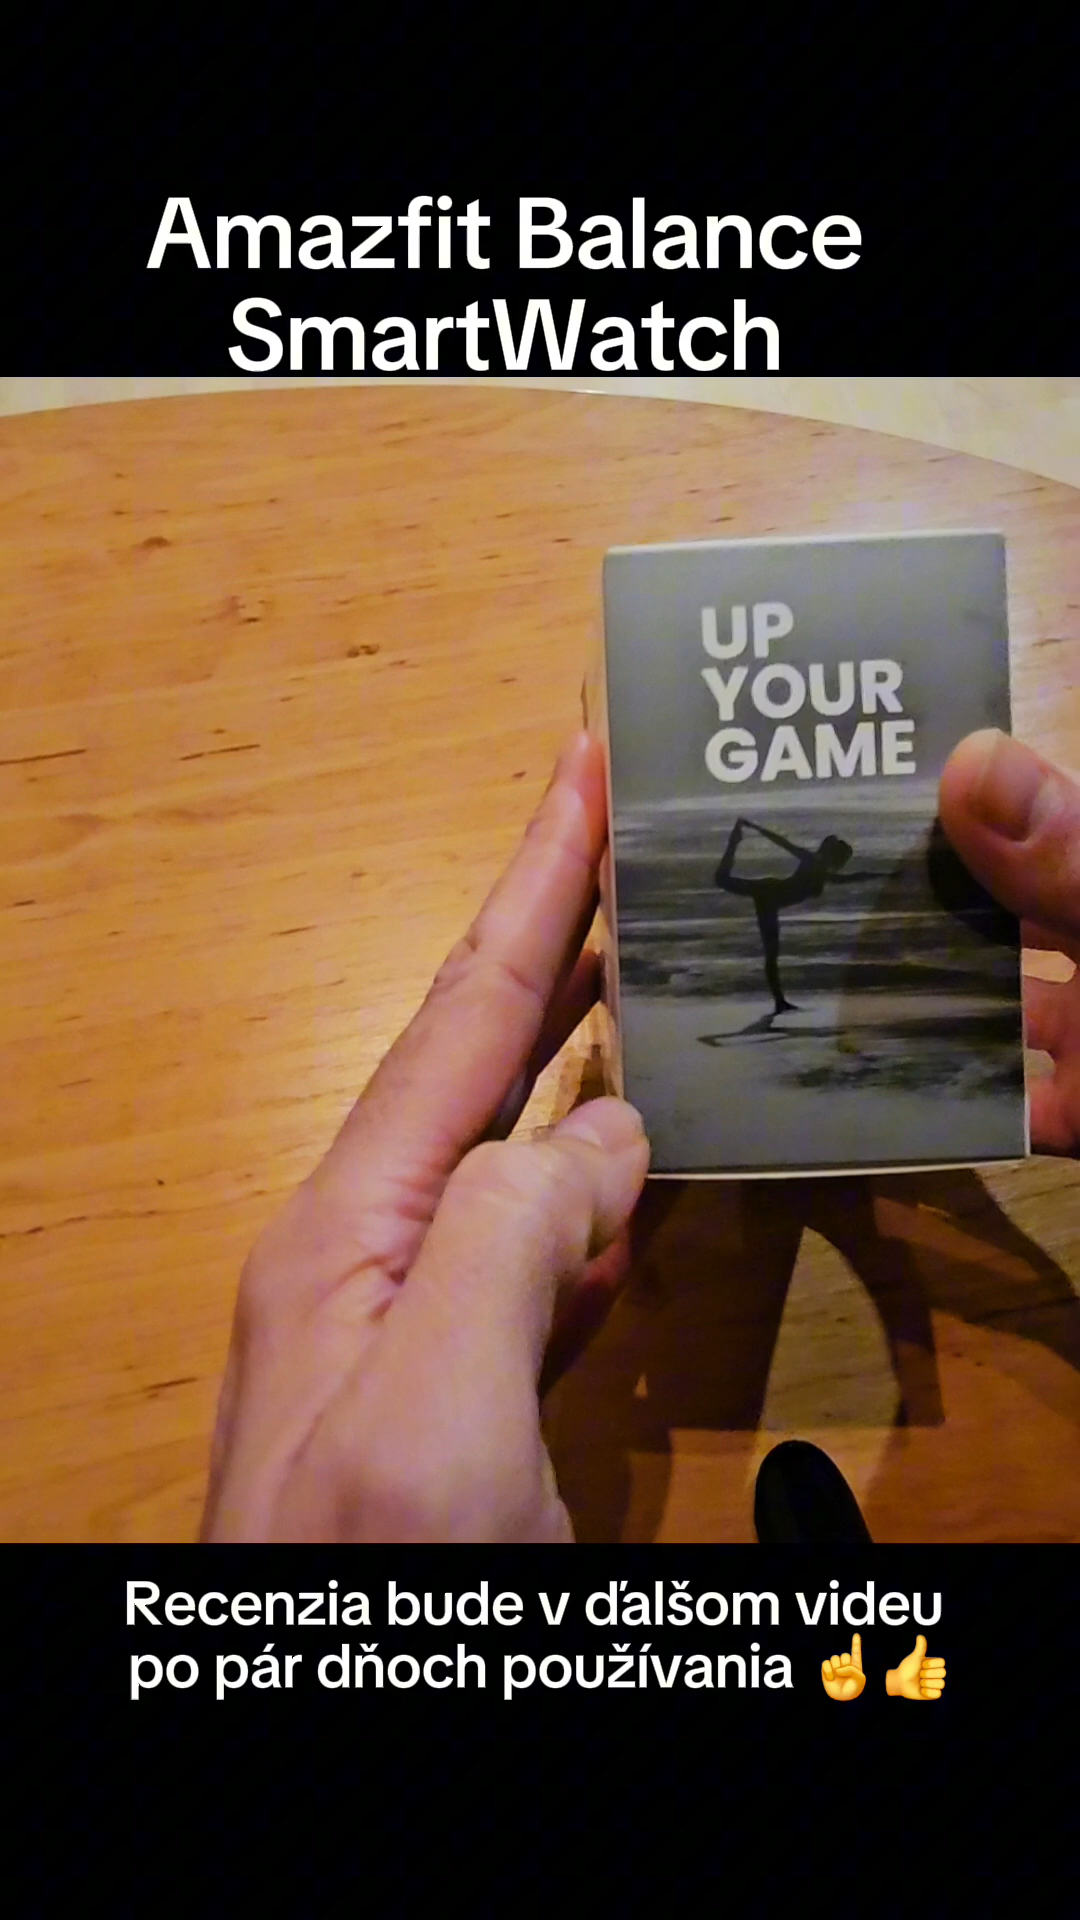 Amazfit Balance
SmartWatch
UP
YOUR
GAME
Recenzia bude v ďalšom videu
po pár dňoch používania ☝️👍